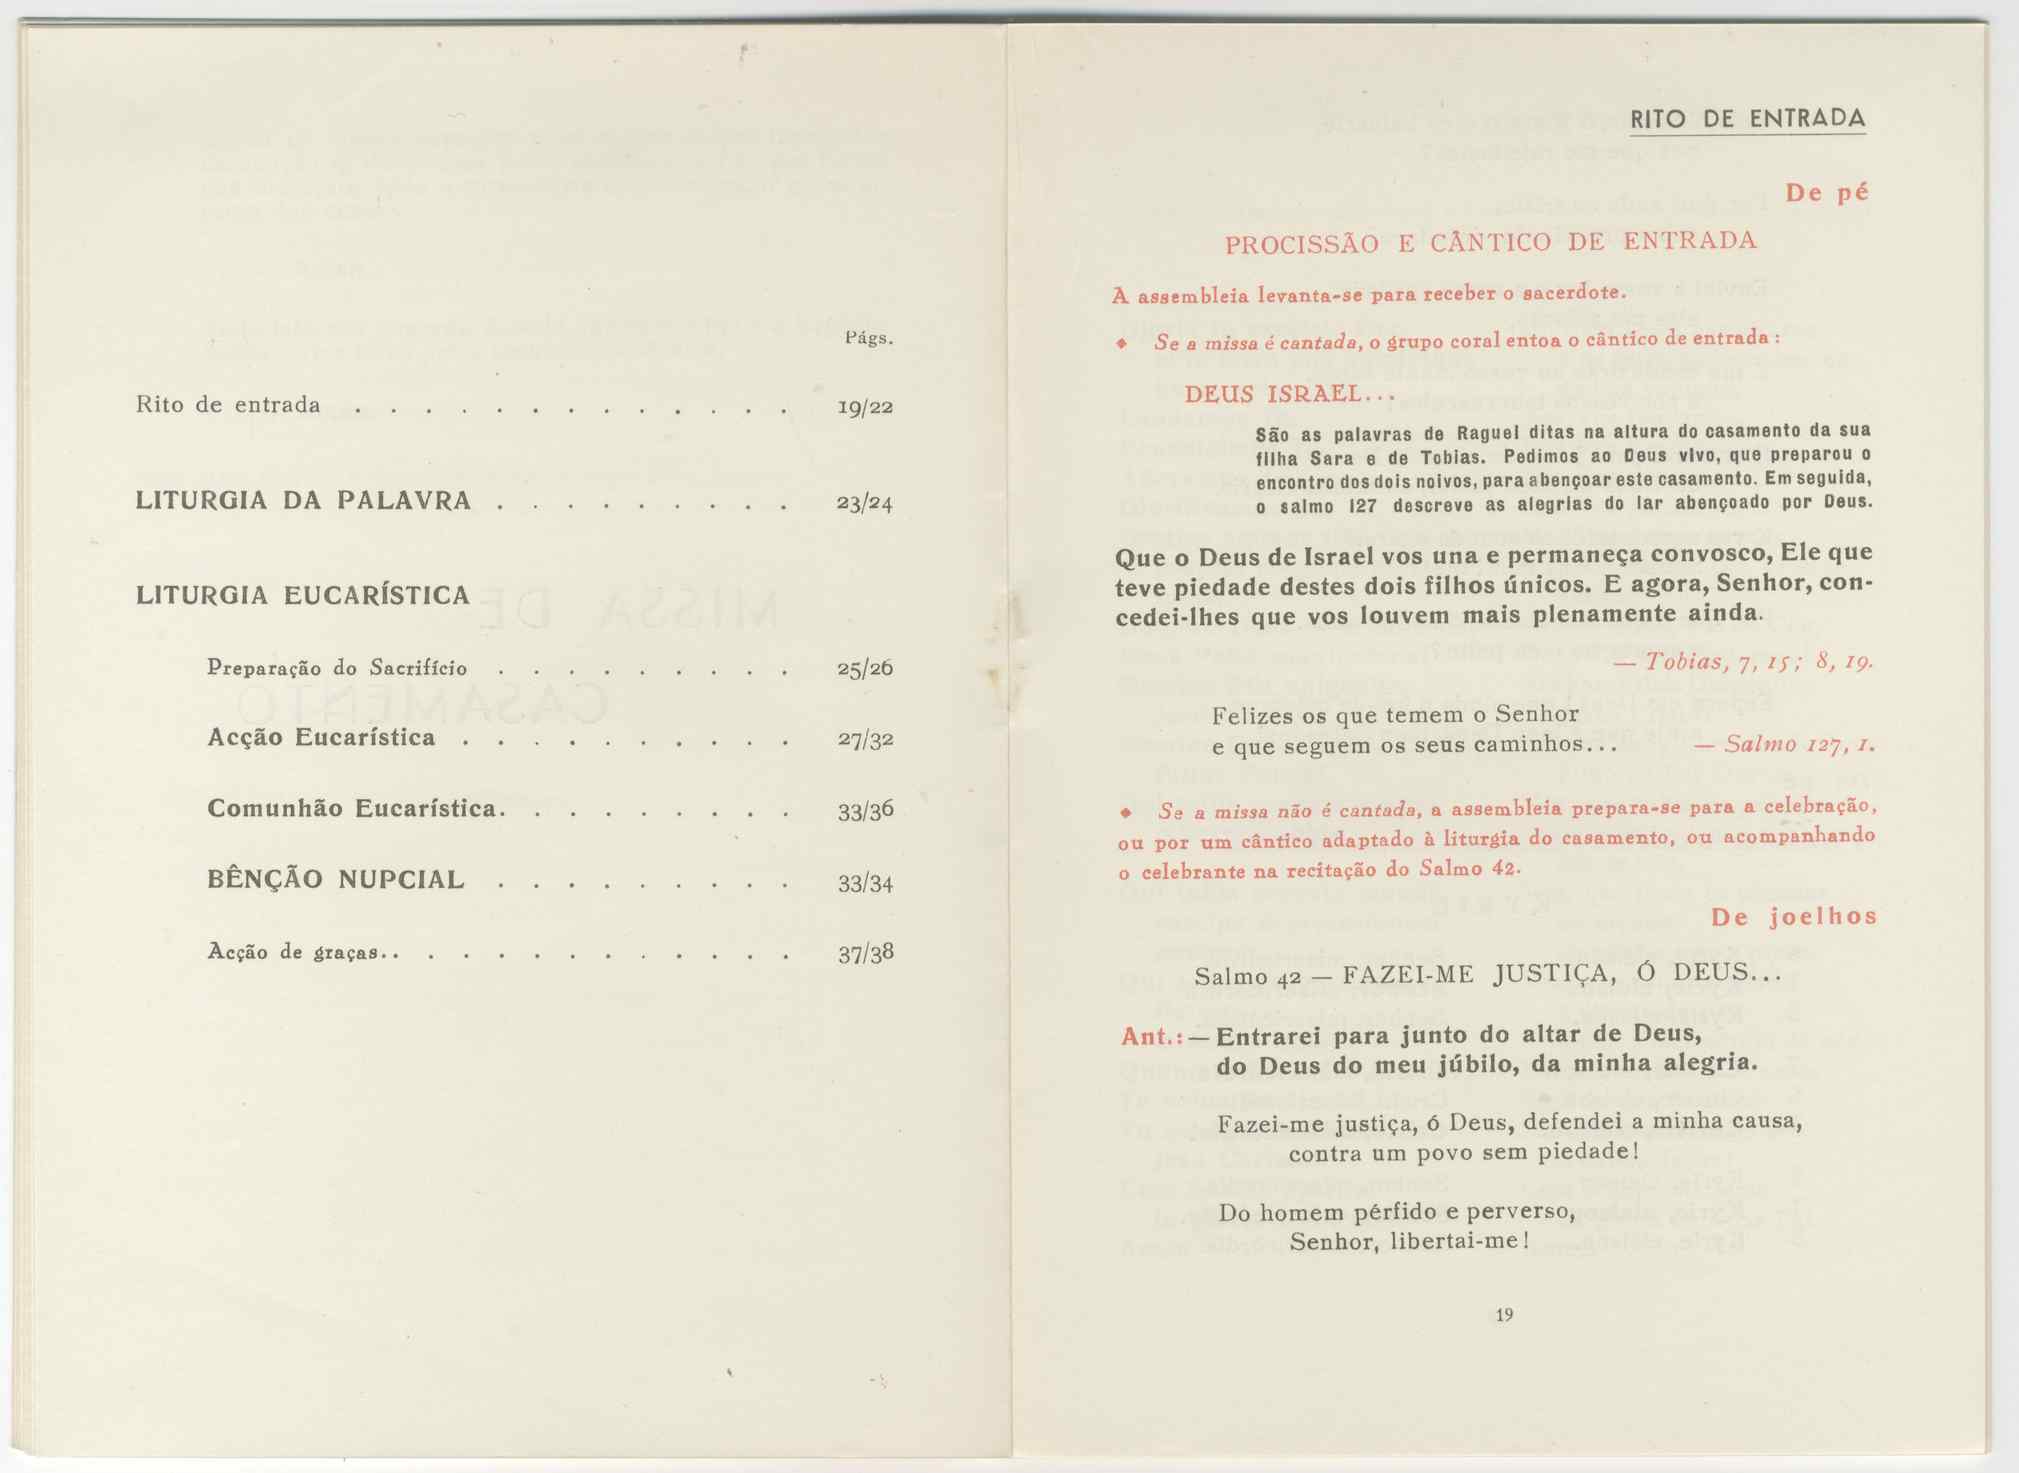 Págs.
Rito de entrada . . . . . . . . . . . . . 19/22
LITURGIA DA PALAVRA . . . . . . . . . 23/24
LITURGIA EUCARÍSTICA
Preparação do Sacrifício . . . . . . . . . 25/26
Acção Eucarística . . . . . . . . . . 27/32
Comunhão Eucarística. . . . . . . . . 33/36
BÊNÇÃO NUPCIAL . . . . . . . . . 33/34
Acção de graças. . . . . . . . . . . . . 37/38
RITO DE ENTRADA
De pé
PROCISSÃO E CÂNTICO DE ENTRADA
A assembleia levanta-se para receber o sacerdote.
♦ Se a missa é cantada, o grupo coral entoa o cântico de entrada :
DEUS ISRAEL...
São as palavras de Raguel ditas na altura do casamento da sua
filha Sara e de Tobias. Pedimos ao Deus vivo, que preparou o
encontro dos dois noivos, para abençoar este casamento. Em seguida,
o salmo 127 descreve as alegrias do lar abençoado por Deus.
Que o Deus de Israel vos una e permaneça convosco, Ele que
teve piedade destes dois filhos únicos. E agora, Senhor, con-
cedei-lhes que vos louvem mais plenamente ainda.
— Tobias, 7, 15; 8, 19.
Felizes os que temem o Senhor
e que seguem os seus caminhos... — Salmo 127, 1.
♦ Se a missa não é cantada, a assembleia prepara-se para a celebração,
ou por um cântico adaptado à liturgia do casamento, ou acompanhando
o celebrante na recitação do Salmo 42.
De joelhos
Salmo 42 — FAZEI-ME JUSTIÇA, Ó DEUS...
Ant.: — Entrarei para junto do altar de Deus,
do Deus do meu júbilo, da minha alegria.
Fazei-me justiça, ó Deus, defendei a minha causa,
contra um povo sem piedade!
Do homem pérfido e perverso,
Senhor, libertai-me!
19